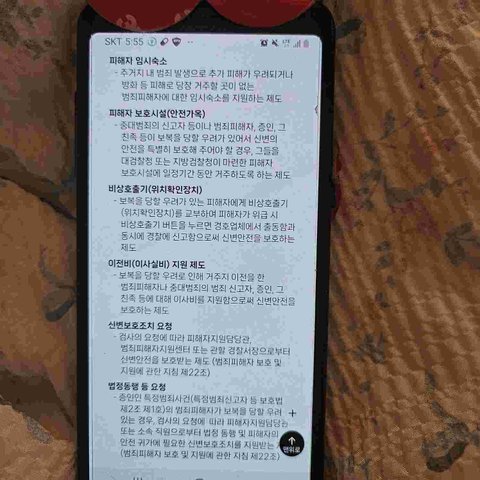 SKT 5:55
피해자 임시숙소
- 주거지 내 범죄 발생으로 추가 피해가 우려되거나
방화 등 피해로 당장 거주할 곳이 없는
범죄피해자에 대한 임시숙소를 지원하는 제도
피해자 보호시설(안전가옥)
- 중대범죄의 신고자 등이나 범죄피해자, 증인, 그
친족 등이 보복을 당할 우려가 있어서 신변의
안전을 특별히 보호해 주어야 할 경우, 그들을
대검찰청 또는 지방검찰청이 마련한 피해자
보호시설에 일정기간 동안 거주하도록 하는 제도
비상호출기(위치확인장치)
- 보복을 당할 우려가 있는 피해자에게 비상호출기
(위치확인장치)를 교부하여 피해자가 위급 시
비상호출기 버튼을 누르면 경호업체에서 출동함과
동시에 경찰에 신고함으로써 신변안전을 보호하는
제도
이전비(이사실비) 지원 제도
- 보복을 당할 우려로 인해 거주지 이전을 한
범죄피해자나 중대범죄의 범죄 신고자, 증인, 그
친족 등에 대해 이사비를 지원함으로써 신변안전을
보호하는 제도
신변보호조치 요청
- 검사의 요청에 따라 피해자지원담당관,
범죄피해자지원센터 또는 관할 경찰서장으로부터
신변안전을 보호받는 제도 (범죄피해자 보호 및
지원에 관한 지침 제22조)
법정동행 등 요청
- 증인인 특정범죄사건(특정범죄신고자 등 보호법
제2조 제1호)의 범죄피해자가 보복을 당할 우려
있는 경우, 검사의 요청에 따라 피해자지원담당관
또는 소속 직원으로부터 법정 동행 및 피해자의
안전 귀가에 필요한 신변보호조치를 지원받는
(범죄피해자 보호 및 지원에 관한 지침 제22조)
맨위로